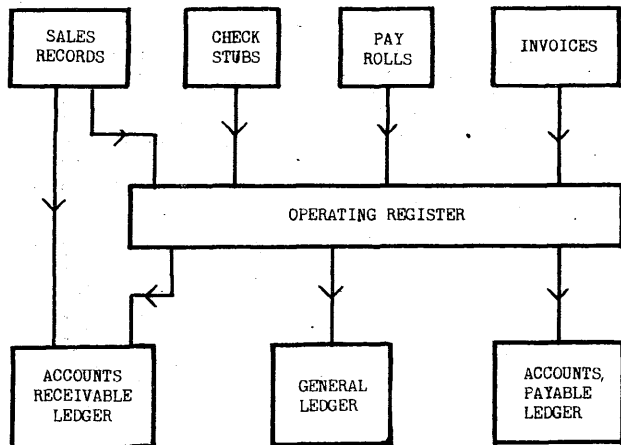 SALES
RECORDS
CHECK
STUBS
PAY
ROLLS
INVOICES
OPERATING REGISTER
ACCOUNTS
RECEIVABLE
LEDGER
GENERAL
LEDGER
ACCOUNTS,
PAYABLE
LEDGER